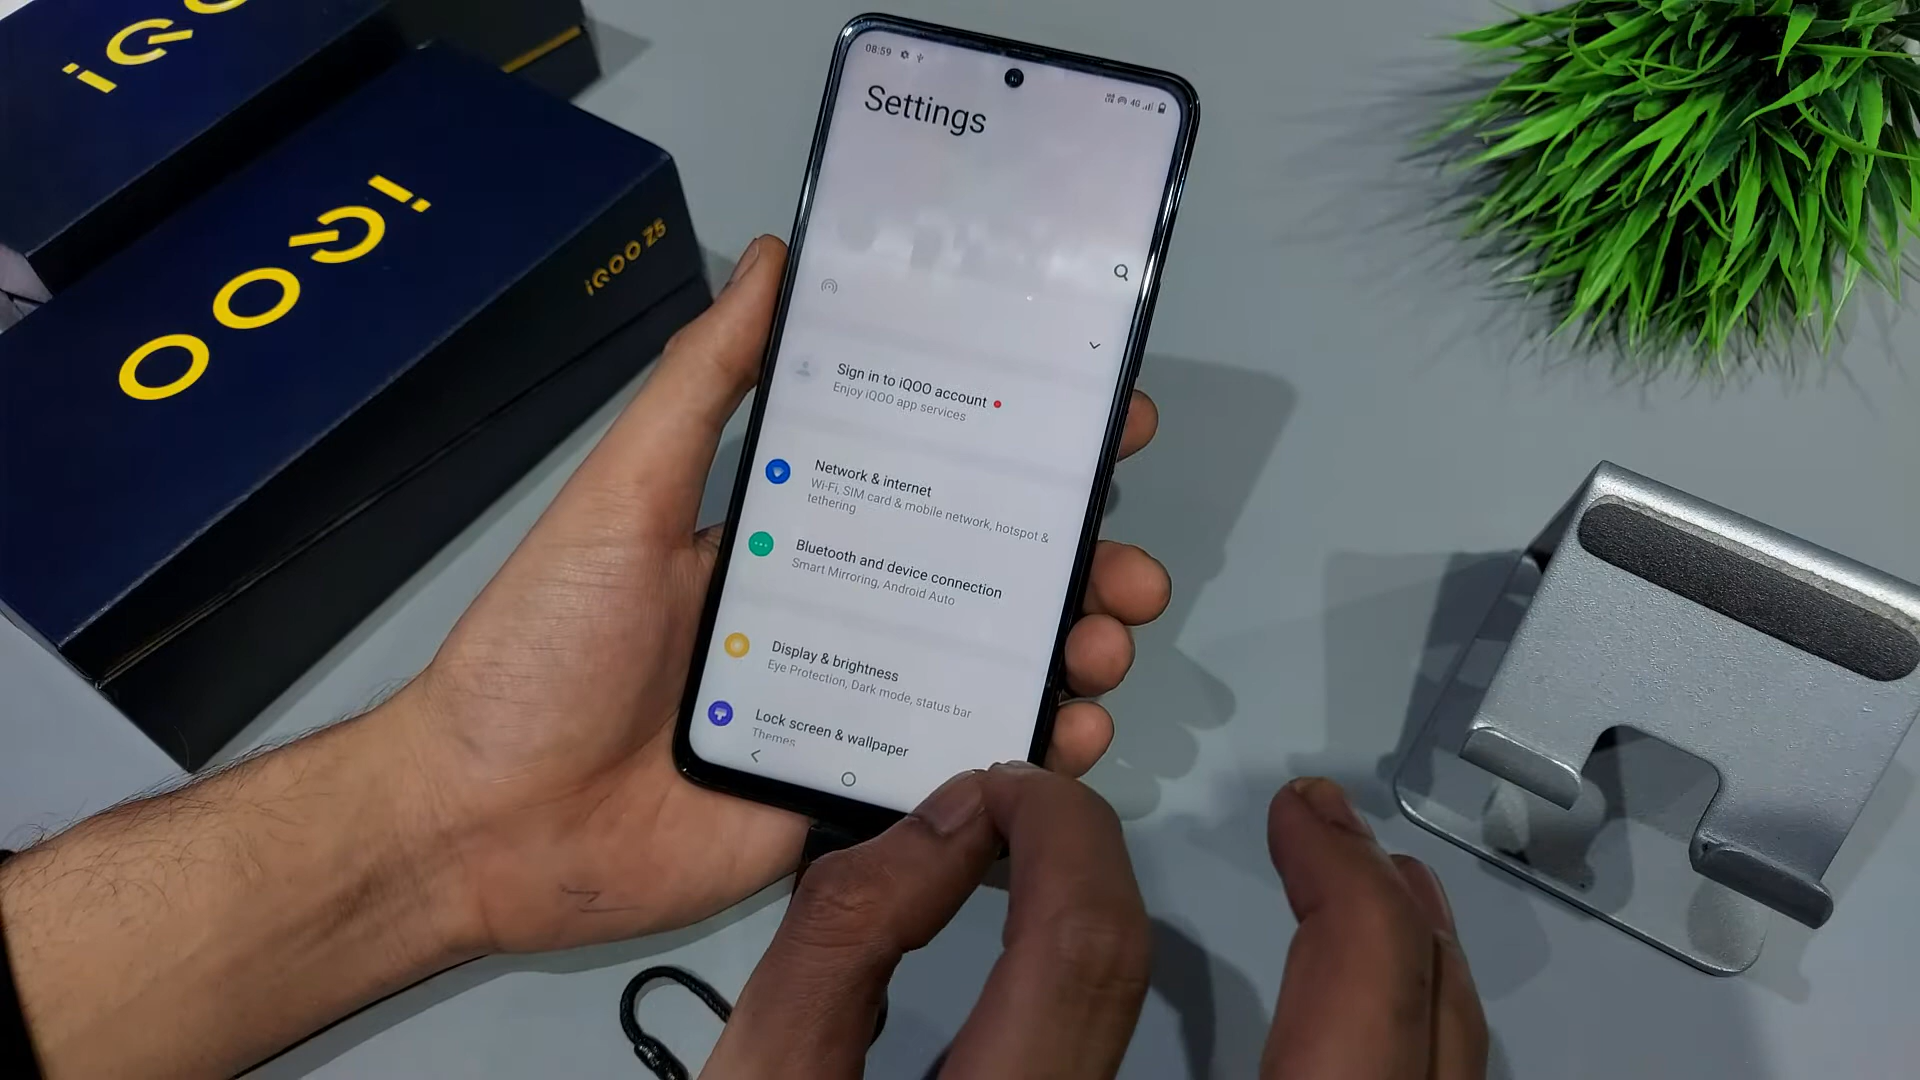 iQOO
iQOO
iQOO Z5
08:59
4G
Settings
Sign in to iQOO account
Enjoy iQOO app services
Network & internet
Wi-Fi, SIM card & mobile network, hotspot &
tethering
Bluetooth and device connection
Smart Mirroring, Android Auto
Display & brightness
Eye Protection, Dark mode, status bar
Lock screen & wallpaper
Themes